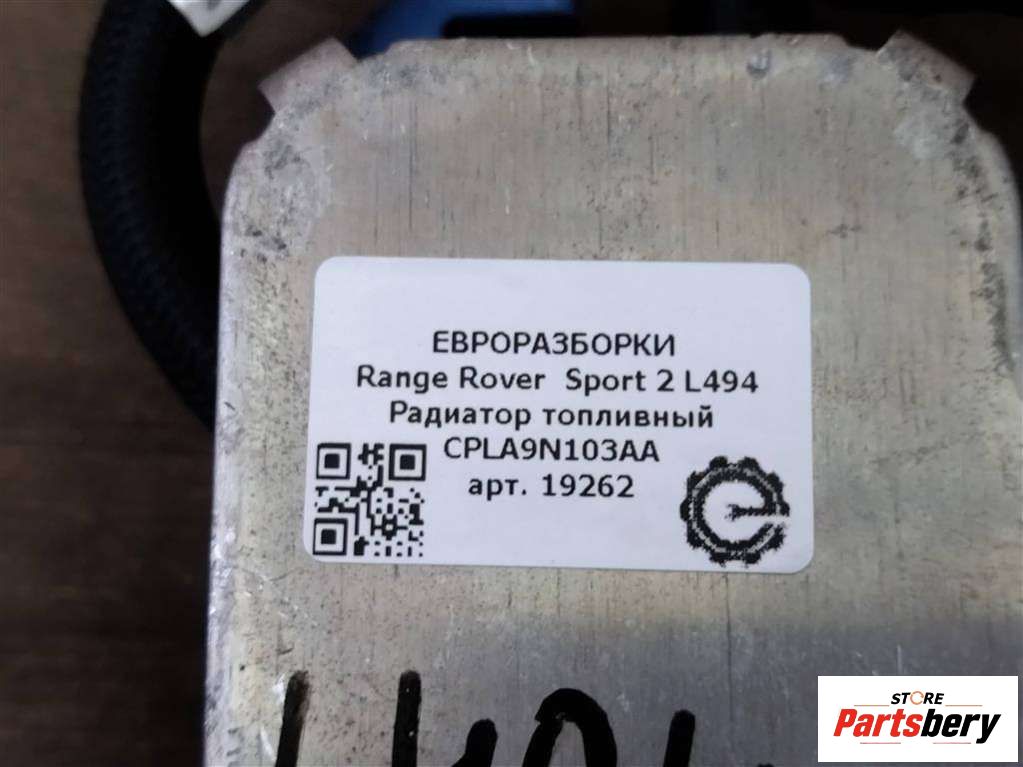 ЕВРОРАЗБОРКИ
Range Rover Sport 2 L494
Радиатор топливный
CPLA9N103AA
арт. 19262
STORE
Partsbery